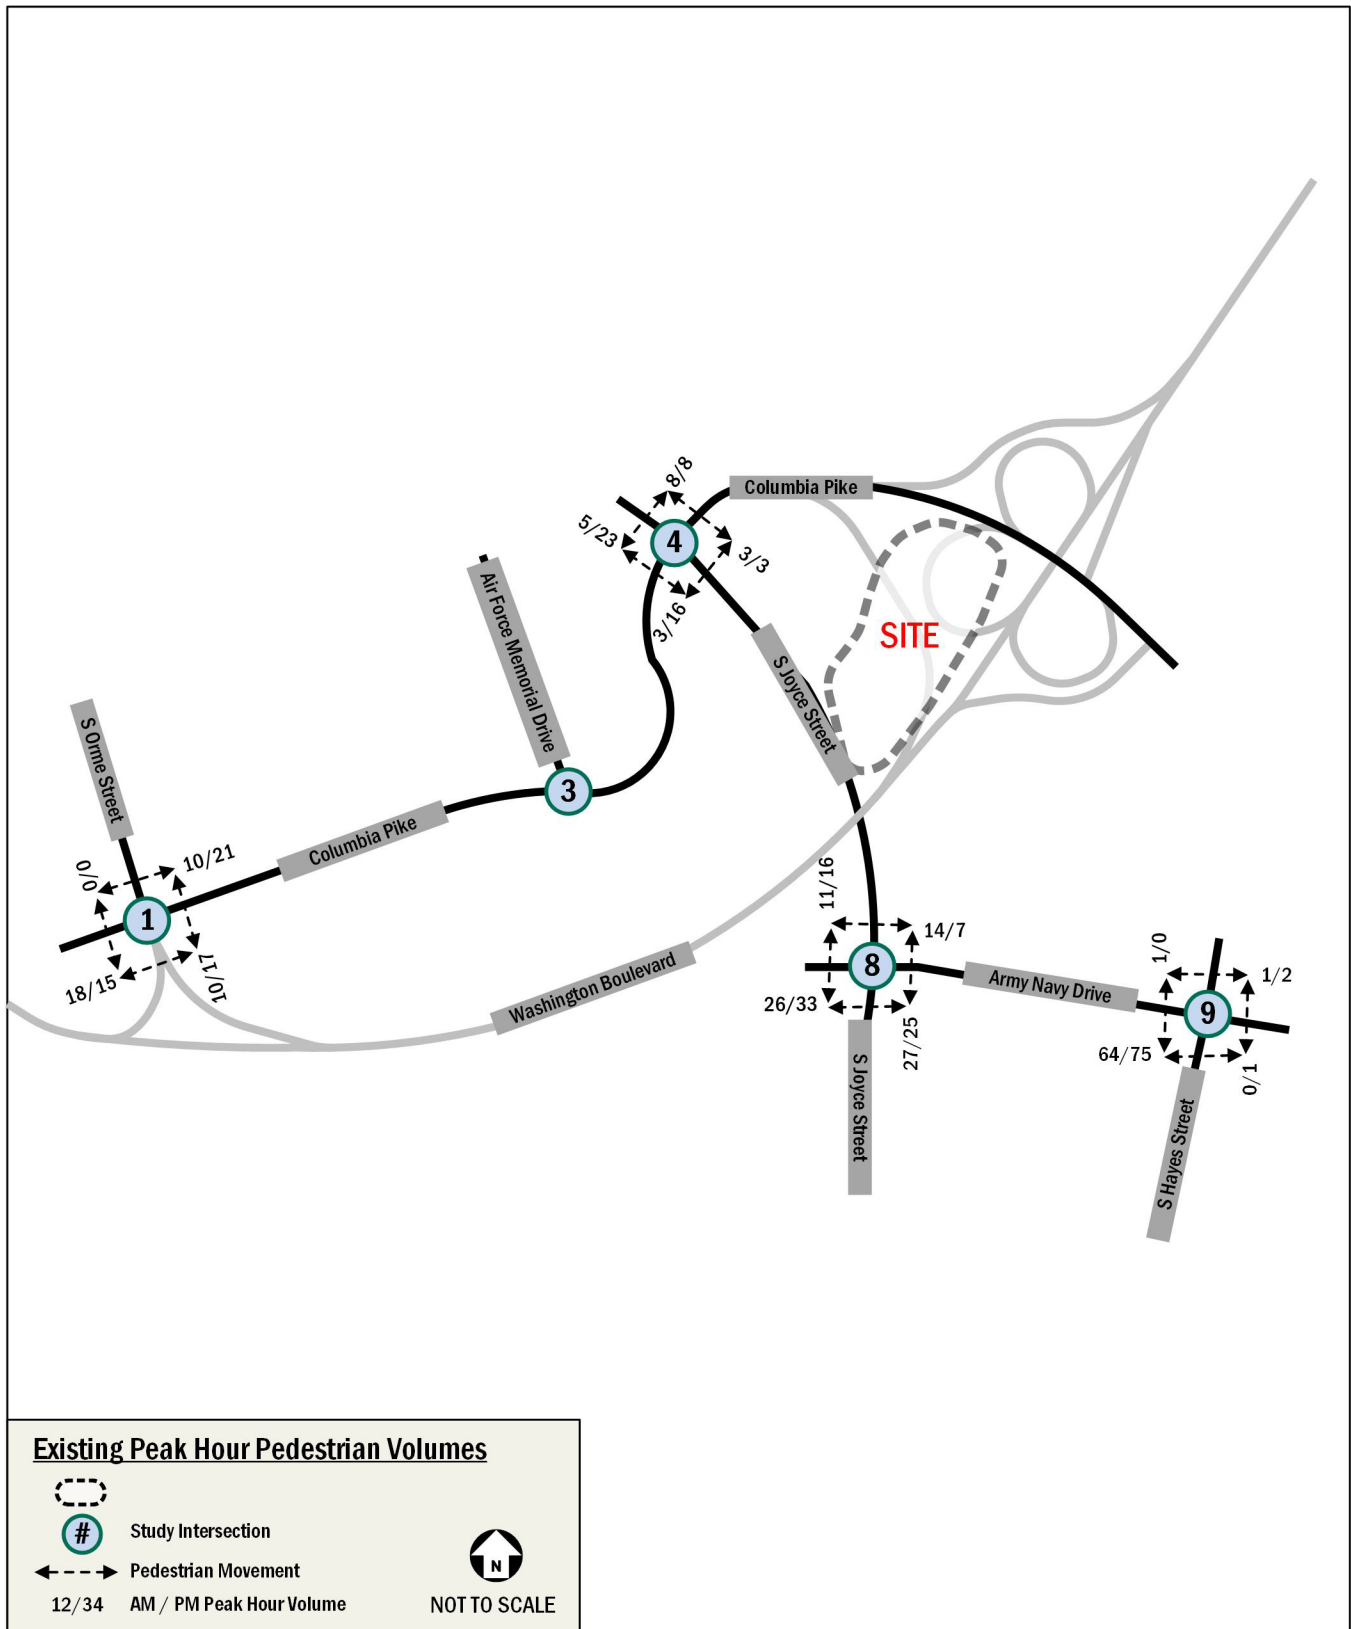 8/8
Columbia Pike
5/23
4
3/3
3/16
Air Force Memorial Drive
SITE
S Joyce Street
S Orme Street
3
Columbia Pike
0/0
10/21
1
18/15
10/17
Washington Boulevard
11/16
14/7
8
26/33
27/25
Army Navy Drive
1/0
1/2
9
64/75
0/1
S Joyce Street
S Hayes Street
Existing Peak Hour Pedestrian Volumes
# Study Intersection
Pedestrian Movement
12/34 AM / PM Peak Hour Volume
N
NOT TO SCALE